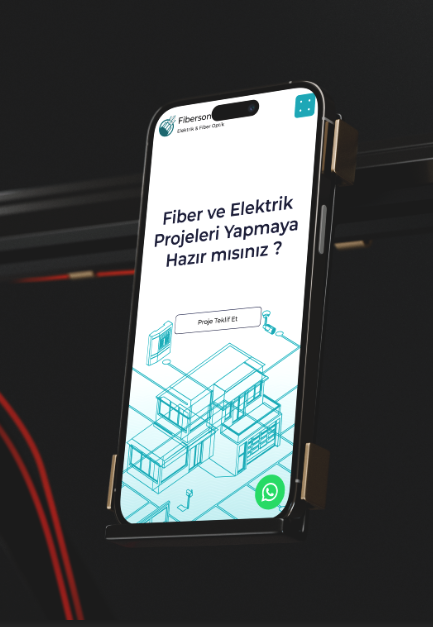 Fiberson
Elektrik & Fiber Optik
Fiber ve Elektrik
Projeleri Yapmaya
Hazır mısınız ?
Proje Teklif Et